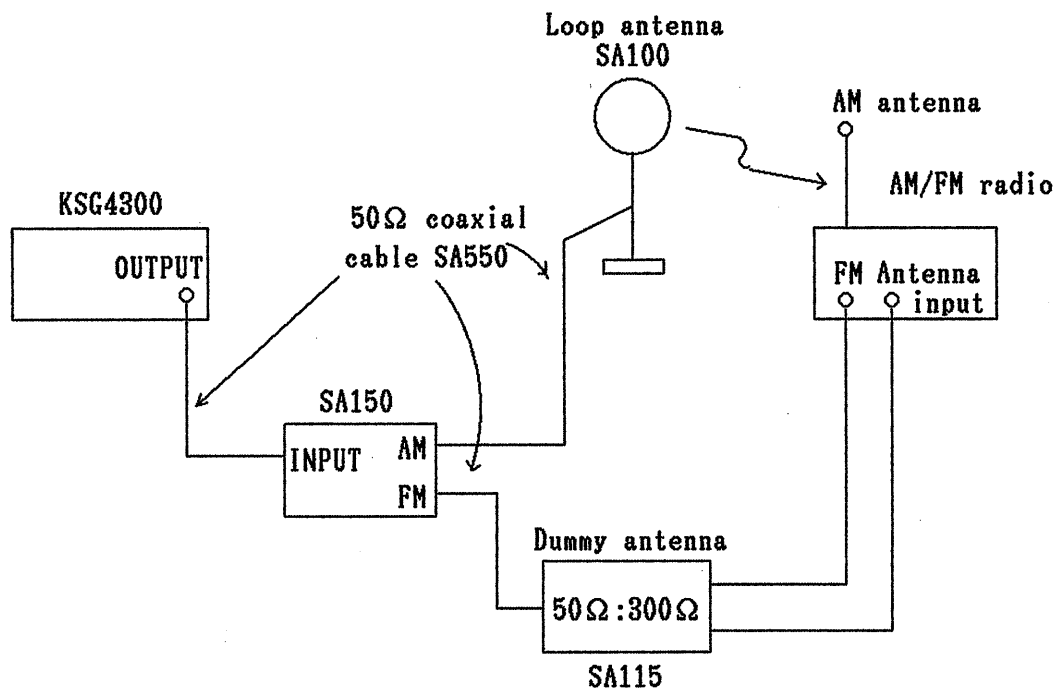 Loop antenna
SA100
AM antenna
AM/FM radio
KSG4300
50Ω coaxial
cable SA550
OUTPUT
FM Antenna
input
SA150
INPUT
AM
FM
Dummy antenna
50Ω:300Ω
SA115